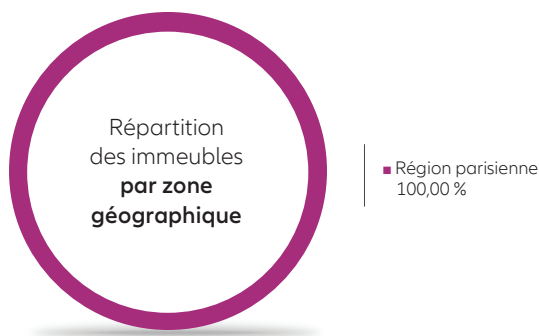 Répartition
des immeubles
par zone
géographique
Région parisienne
100,00 %